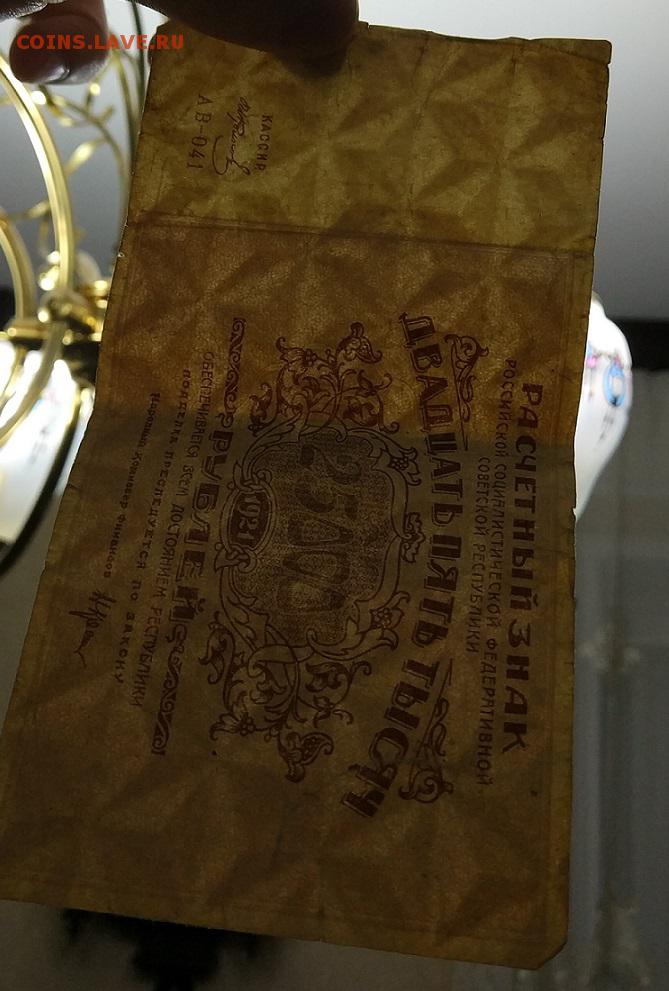 COINS.LAVE.RU
РАСЧЕТНЫЙ ЗНАК
РОССИЙСКОЙ СОЦИАЛИСТИЧЕСКОЙ ФЕДЕРАТИВНОЙ
СОВЕТСКОЙ РЕСПУБЛИКИ
ДВАДЦАТЬ ПЯТЬ ТЫСЯЧ
25000
1921
РУБЛЕЙ
ОБЕСПЕЧИВАЕТСЯ ВСЕМ ДОСТОЯНИЕМ РЕСПУБЛИКИ
ПОДДЕЛКА ПРЕСЛЕДУЕТСЯ ПО ЗАКОНУ
Народный Комиссар Финансов
КАССИР
АВ-041